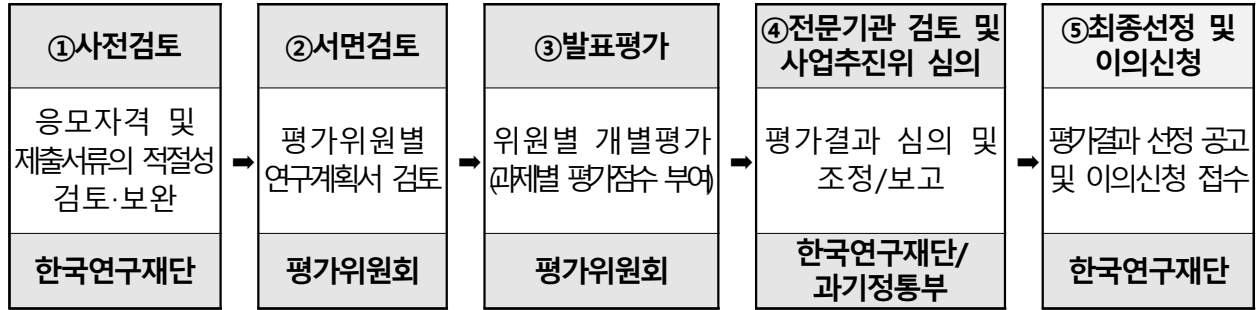 ①사전검토
응모자격 및
제출서류의 적절성
검토·보완
한국연구재단
➡
②서면검토
평가위원별
연구계획서 검토
평가위원회
➡
③발표평가
위원별 개별평가
(과제별 평가점수 부여)
평가위원회
➡
④전문기관 검토 및
사업추진위 심의
평가결과 심의 및
조정/보고
한국연구재단/
과기정통부
➡
⑤최종선정 및
이의신청
평가결과 선정 공고
및 이의신청 접수
한국연구재단